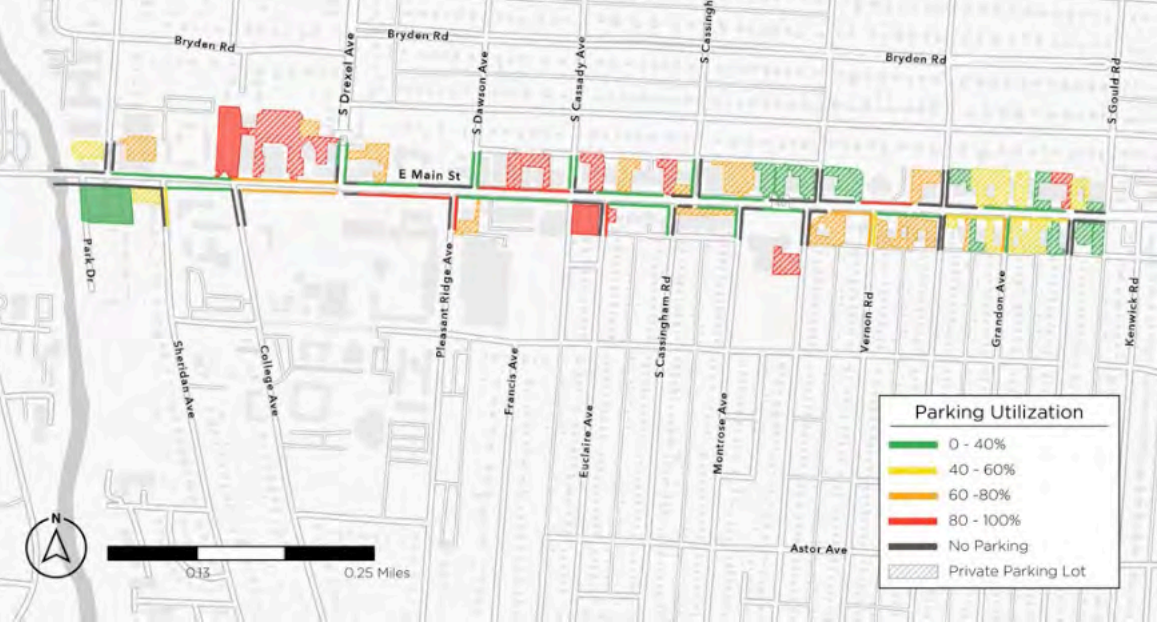 Bryden Rd
Bryden Rd
Bryden Rd
S Drexel Ave
S Dawson Ave
S Cassady Ave
S Cassingh
S Gould Rd
E Main St
Park Dr
Sheridan Ave
College Ave
Pleasant Ridge Ave
Francis Ave
Euclaire Ave
S Cassingham Rd
Montrose Ave
Vernon Rd
Grandon Ave
Kenwick Rd
Astor Ave
Parking Utilization
0 - 40%
40 - 60%
60 -80%
80 - 100%
No Parking
Private Parking Lot
N
0.13
0.25 Miles